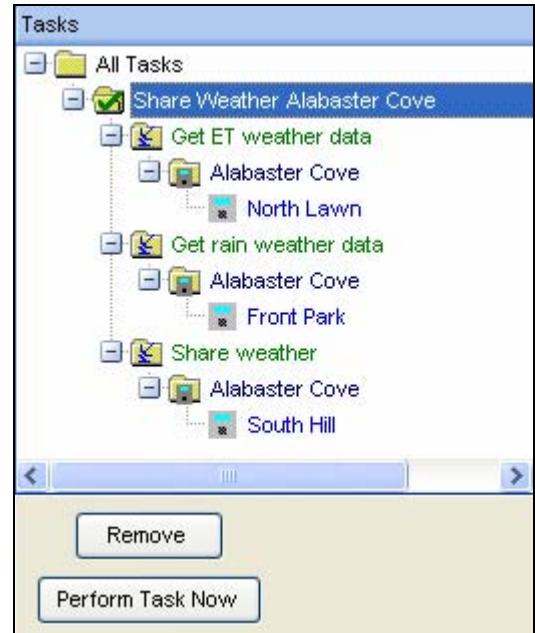 Tasks
All Tasks
Share Weather Alabaster Cove
Get ET weather data
Alabaster Cove
North Lawn
Get rain weather data
Alabaster Cove
Front Park
Share weather
Alabaster Cove
South Hill
Remove
Perform Task Now